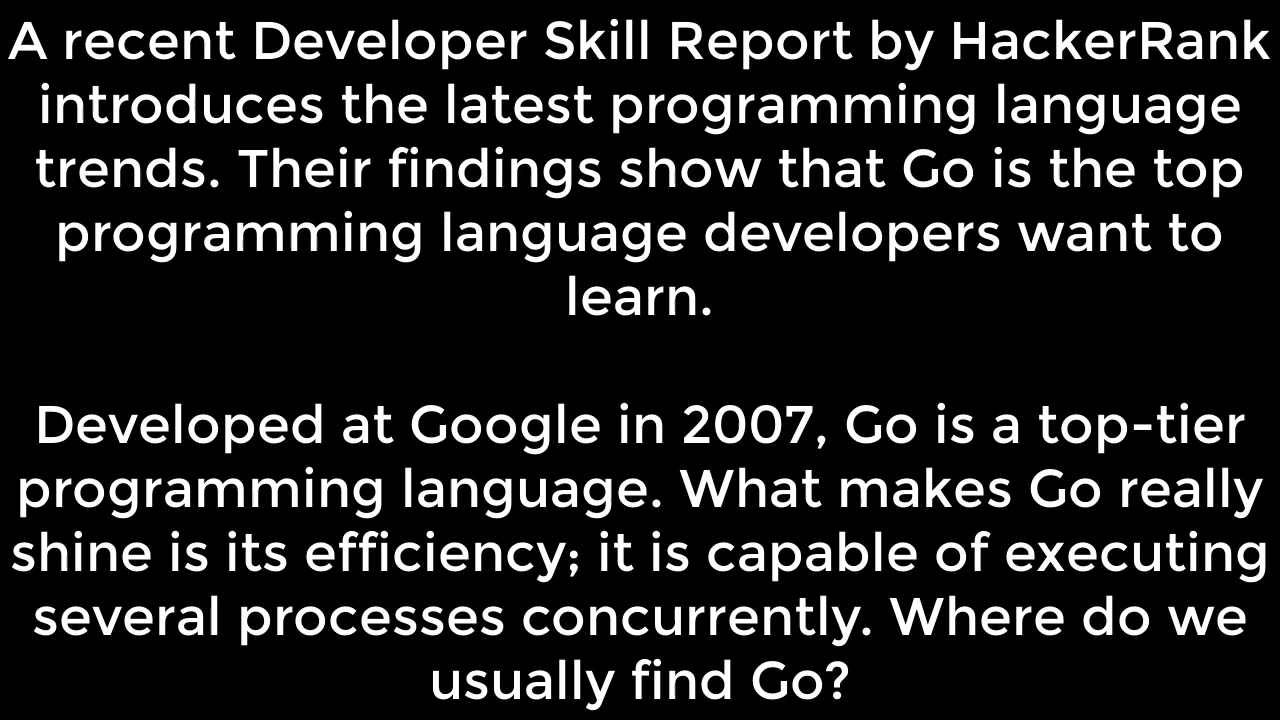 A recent Developer Skill Report by HackerRank
introduces the latest programming language
trends. Their findings show that Go is the top
programming language developers want to
learn.
Developed at Google in 2007, Go is a top-tier
programming language. What makes Go really
shine is its efficiency; it is capable of executing
several processes concurrently. Where do we
usually find Go?